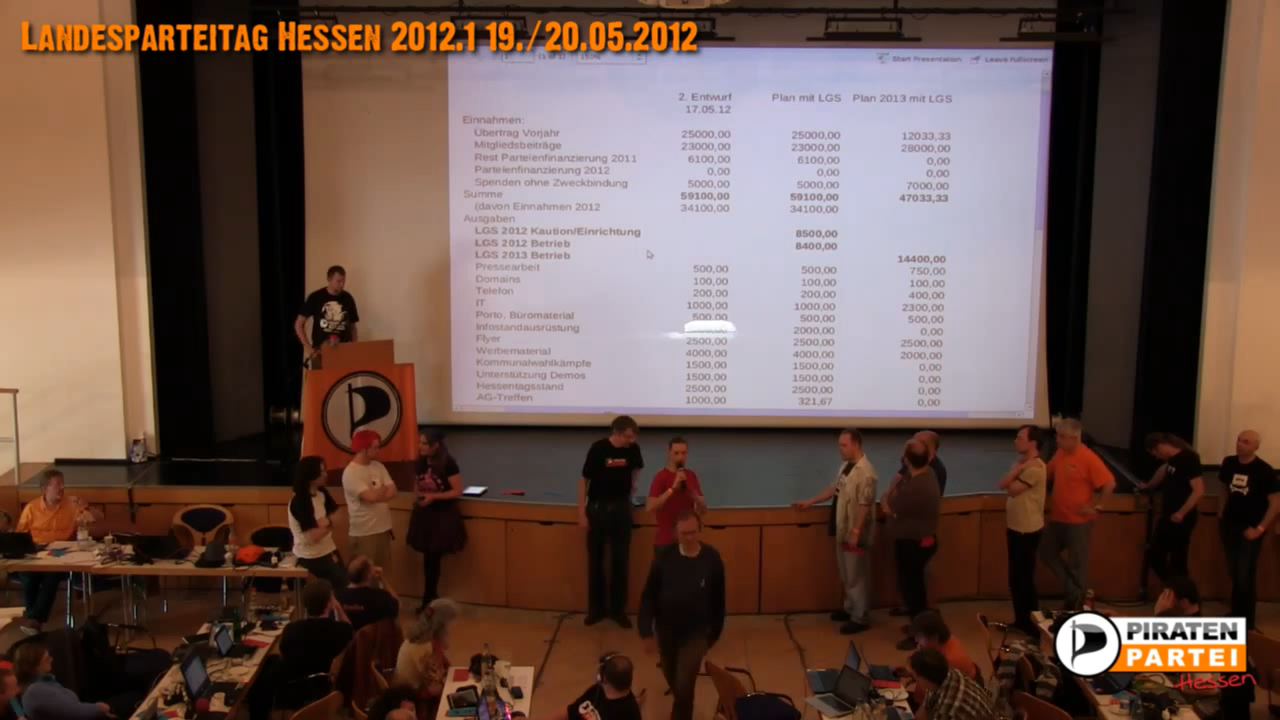 LANDESPARTEITAG HESSEN 2012.1 19./20.05.2012
Start Presentation Leave Fullscreen
2. Entwurf Plan mit LGS Plan 2013 mit LGS
17.05.12
Einnahmen:
Übertrag Vorjahr 25000,00 25000,00 12033,33
Mitgliedsbeiträge 23000,00 23000,00 28000,00
Rest Parteienfinanzierung 2011 6100,00 6100,00 0,00
Parteienfinanzierung 2012 0,00 0,00 0,00
Spenden ohne Zweckbindung 5000,00 5000,00 7000,00
Summe 59100,00 59100,00 47033,33
(davon Einnahmen 2012 34100,00 34100,00
Ausgaben
LGS 2012 Kaution/Einrichtung 8500,00
LGS 2012 Betrieb 8400,00
LGS 2013 Betrieb 14400,00
Pressearbeit 500,00 500,00 750,00
Domains 100,00 100,00 100,00
Telefon 200,00 200,00 400,00
IT 1000,00 1000,00 2300,00
Porto, Büromaterial 500,00 500,00 500,00
Infostandausrüstung 2000,00 0,00
Flyer 2500,00 2500,00 2500,00
Werbematerial 4000,00 4000,00 2000,00
Kommunalwahlkämpfe 1500,00 1500,00 0,00
Unterstützung Demos 1500,00 1500,00 0,00
Hessentagsstand 2500,00 2500,00 0,00
AG-Treffen 1000,00 321,67 0,00
PIRATEN
PARTEI
Hessen